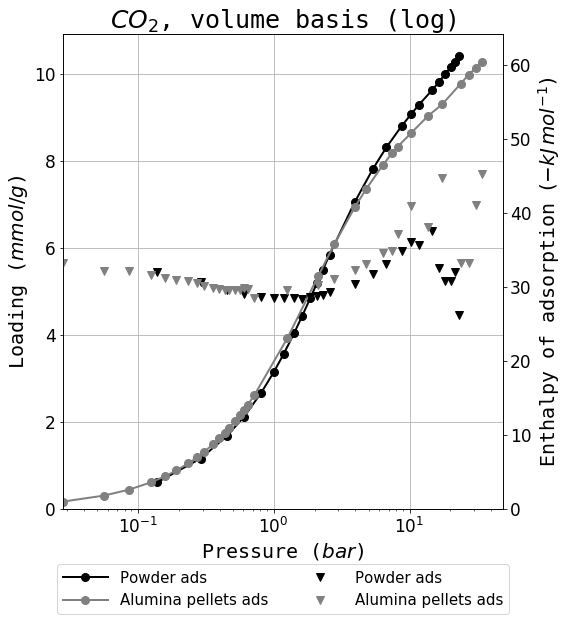 CO₂, volume basis (log)
Loading (mmol/g)
0
2
4
6
8
10
Enthalpy of adsorption (−kJ mol⁻¹)
0
10
20
30
40
50
60
10⁻¹
10⁰
10¹
Pressure (bar)
Powder ads
Alumina pellets ads
Powder ads
Alumina pellets ads